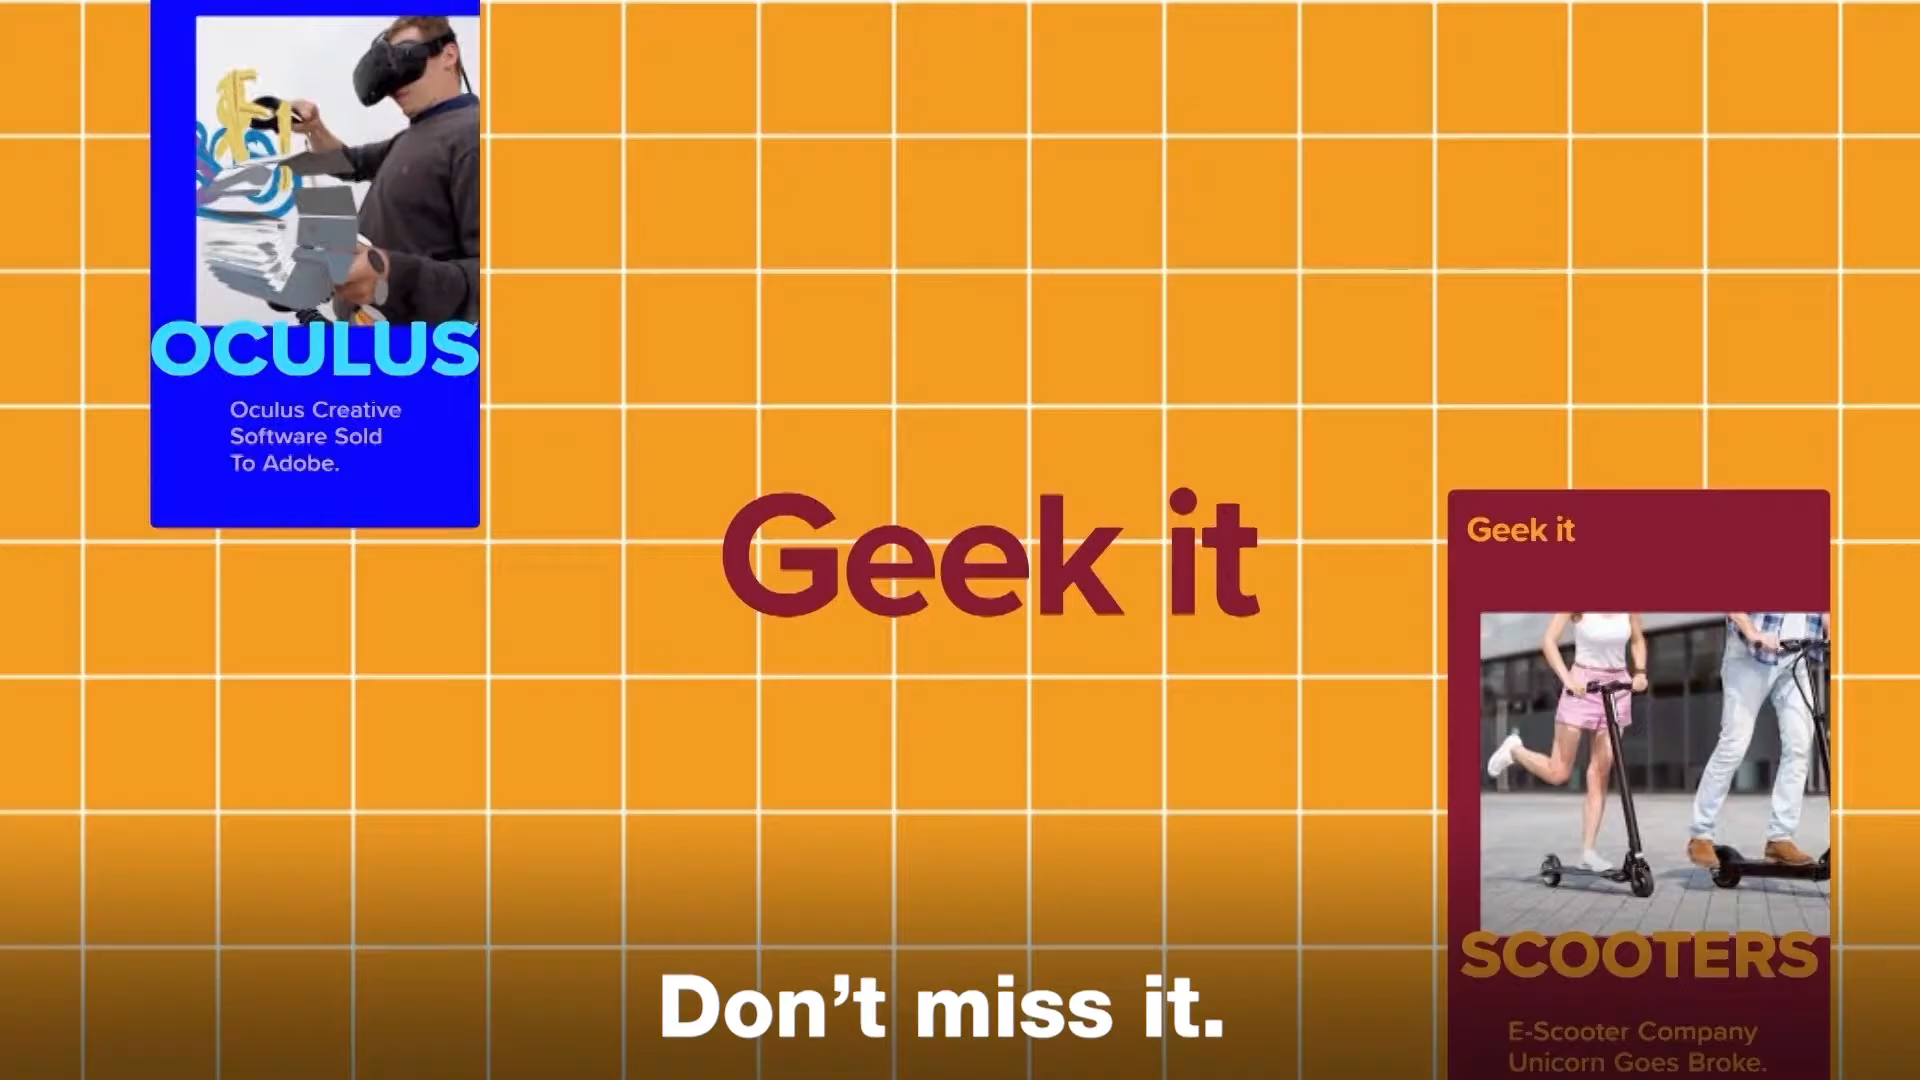 OCULUS
Oculus Creative
Software Sold
To Adobe.
Geek it
Geek it
SCOOTERS
E-Scooter Company
Unicorn Goes Broke.
Don’t miss it.